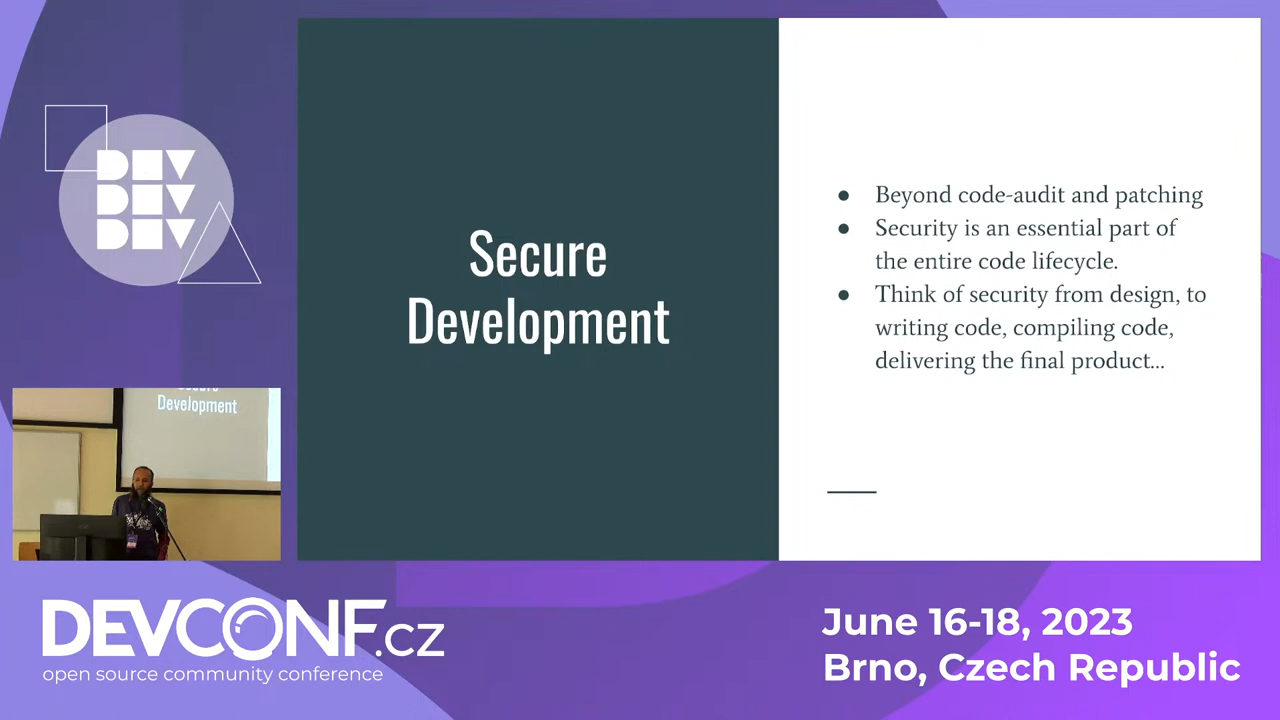 DEV
DEV
DEV
Secure
Development
Beyond code-audit and patching
Security is an essential part of
the entire code lifecycle.
Think of security from design, to
writing code, compiling code,
delivering the final product...
Secure
Development
DEVCONF.CZ
open source community conference
June 16-18, 2023
Brno, Czech Republic